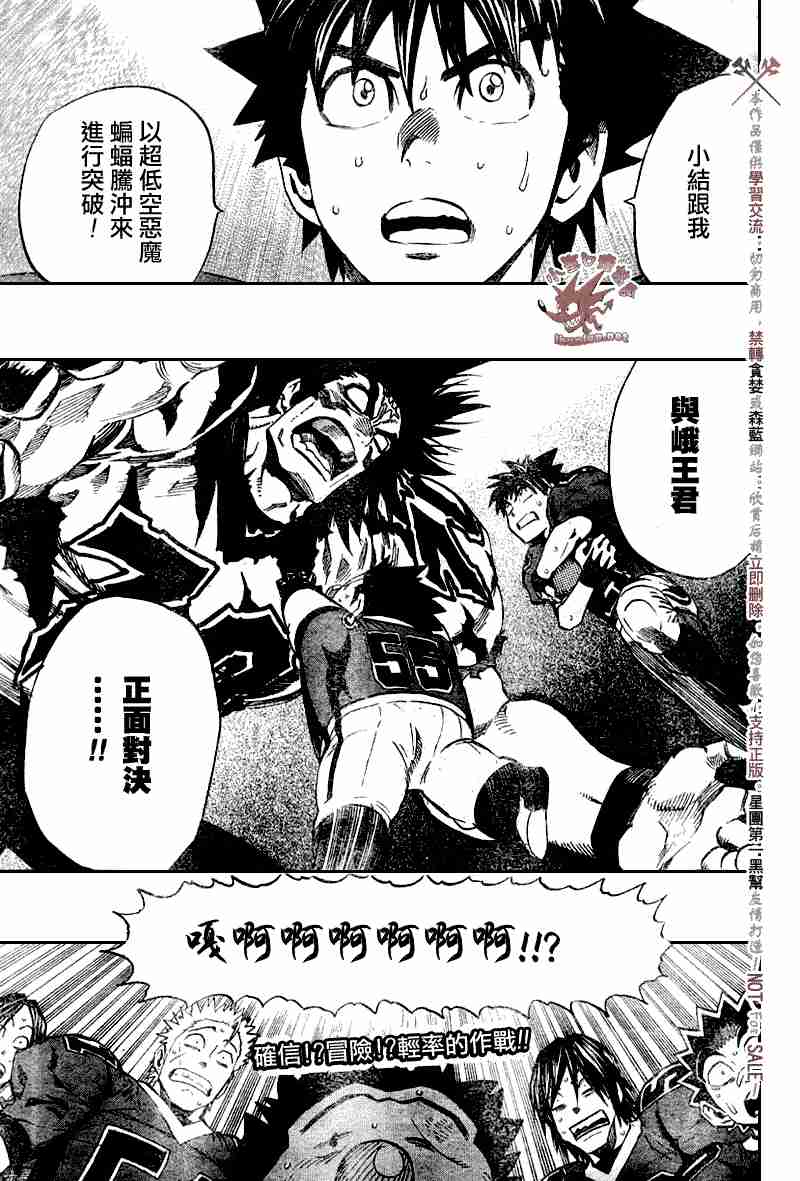 小結跟我
以超低空惡魔
蝙蝠騰沖來
進行突破！
與峨王君
正面對決
……!!
嘎啊啊啊啊啊啊!!?
確信!?冒險!?輕率的作戰!!
55
lkunion.net
本作品僅供學習交流…切勿商用，禁轉貪婪或森藍網站…欣賞后請立即刪除。如您喜歡，支持正版。星團第一黑幫友情打造！NOT For SALE